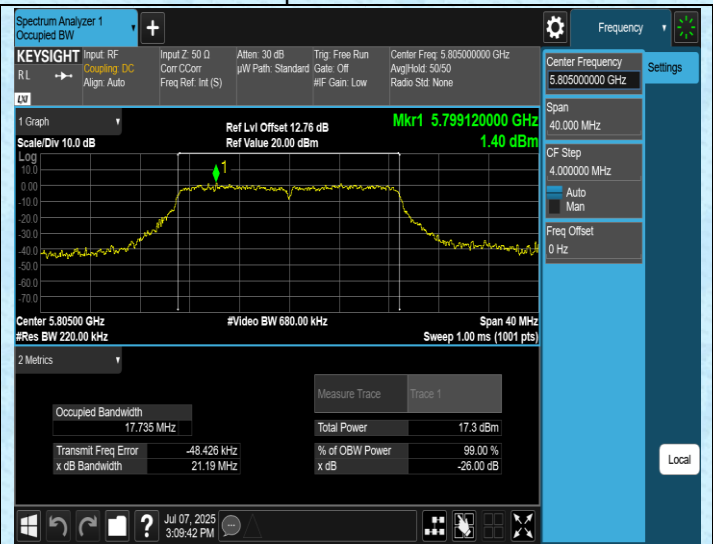 Spectrum Analyzer 1
Occupied BW
+
Frequency
KEYSIGHT
RL
LXI
Input: RF
Coupling: DC
Align: Auto
Input Z: 50 Ω
Corr CCorr
Freq Ref: Int (S)
Atten: 30 dB
µW Path: Standard
Trig: Free Run
Gate: Off
#IF Gain: Low
Center Freq: 5.805000000 GHz
Avg|Hold: 50/50
Radio Std: None
Center Frequency
5.805000000 GHz
Settings
Span
40.000 MHz
CF Step
4.000000 MHz
Auto
Man
Freq Offset
0 Hz
1 Graph
Scale/Div 10.0 dB
Ref Lvl Offset 12.76 dB
Ref Value 20.00 dBm
Mkr1 5.799120000 GHz
1.40 dBm
Log
10.0
0.00
-10.0
-20.0
-30.0
-40.0
-50.0
-60.0
-70.0
1
Center 5.80500 GHz
#Video BW 680.00 kHz
Span 40 MHz
#Res BW 220.00 kHz
Sweep 1.00 ms (1001 pts)
2 Metrics
Measure Trace Trace 1
Occupied Bandwidth
17.735 MHz
Total Power 17.3 dBm
Transmit Freq Error -48.426 kHz
% of OBW Power 99.00 %
x dB Bandwidth 21.19 MHz
x dB -26.00 dB
Local
?
Jul 07, 2025
3:09:42 PM